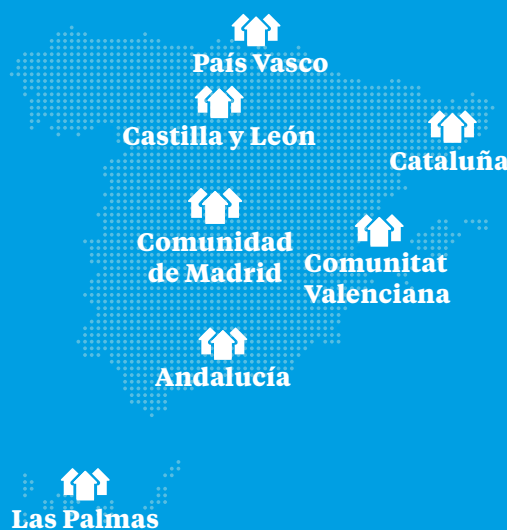 País Vasco
Castilla y León
Cataluña
Comunidad
de Madrid
Comunitat
Valenciana
Andalucía
Las Palmas